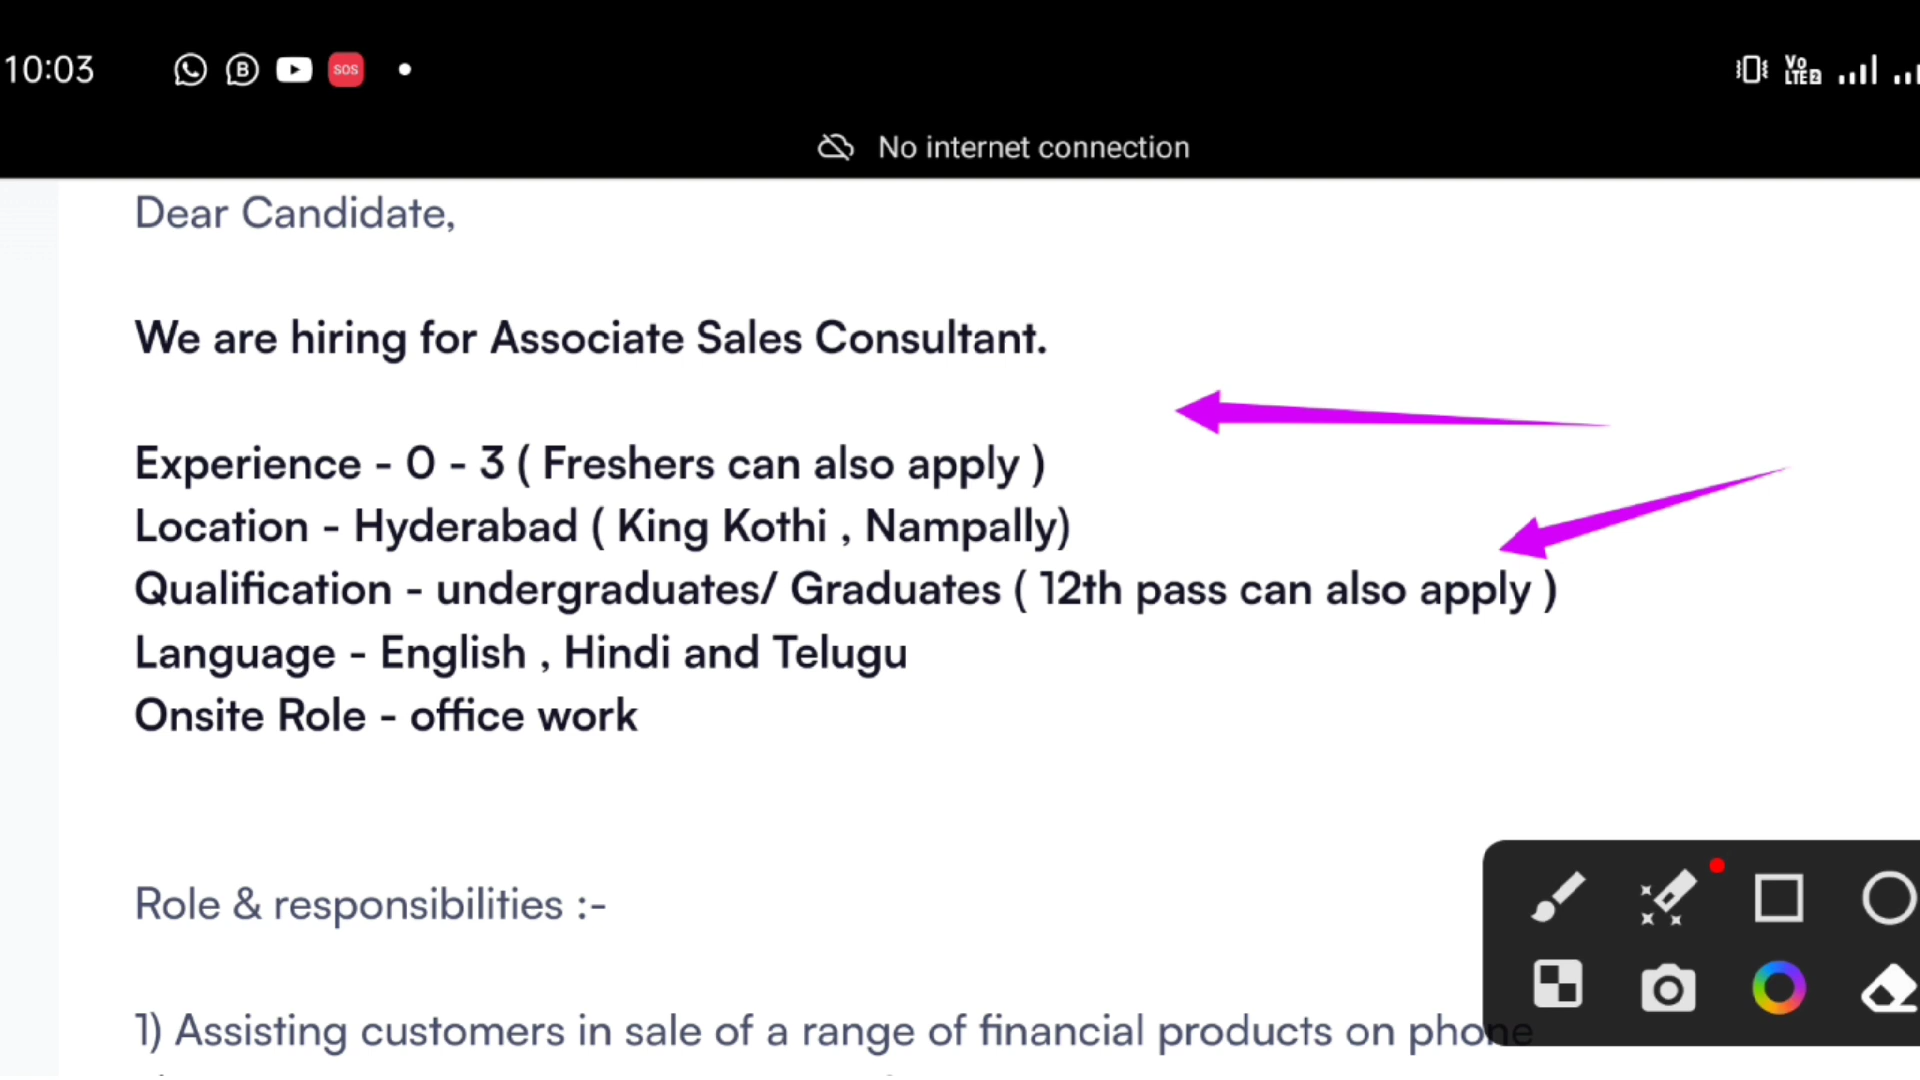 10:03
SOS
Vo
LTE2
No internet connection
Dear Candidate,
We are hiring for Associate Sales Consultant.
Experience - 0 - 3 ( Freshers can also apply )
Location - Hyderabad ( King Kothi , Nampally)
Qualification - undergraduates/ Graduates ( 12th pass can also apply )
Language - English , Hindi and Telugu
Onsite Role - office work
Role & responsibilities :-
1) Assisting customers in sale of a range of financial products on phone